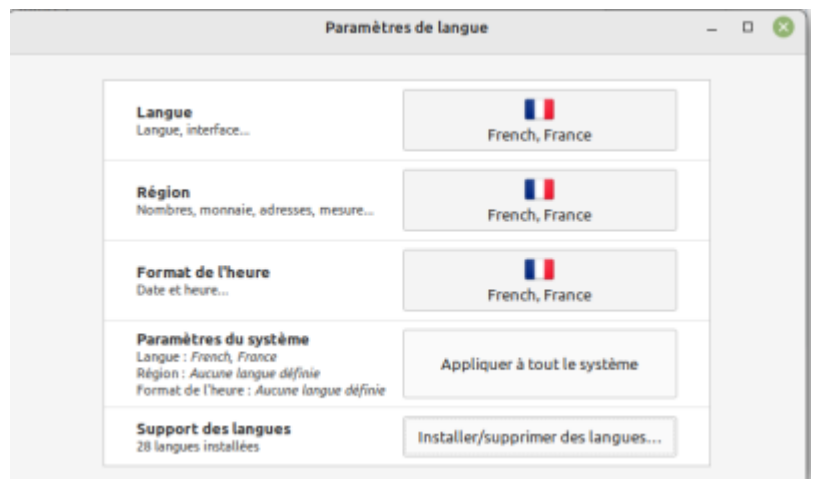 Paramètres de langue
Langue
Langue, interface...
French, France
Région
Nombres, monnaie, adresses, mesure...
French, France
Format de l'heure
Date et heure...
French, France
Paramètres du système
Langue : French, France
Région : Aucune langue définie
Format de l'heure : Aucune langue définie
Appliquer à tout le système
Support des langues
28 langues installées
Installer/supprimer des langues...